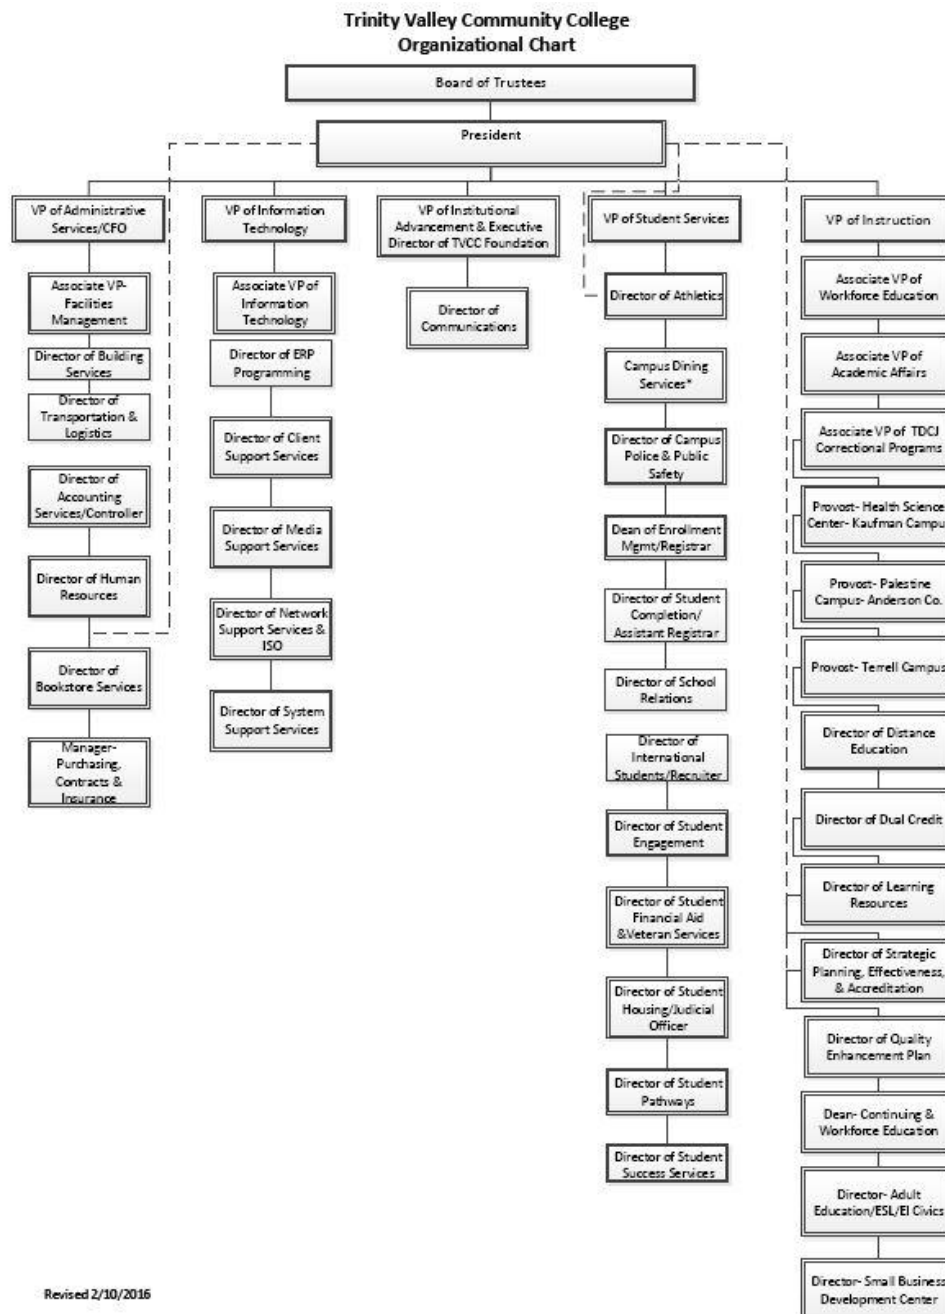 Trinity Valley Community College
Organizational Chart
Board of Trustees
President
VP of Administrative
Services/CFO
Associate VP-
Facilities
Management
Director of Building
Services
Director of
Transportation &
Logistics
Director of
Accounting
Services/Controller
Director of Human
Resources
Director of
Bookstore Services
Manager-
Purchasing,
Contracts &
Insurance
VP of Information
Technology
Associate VP of
Information
Technology
Director of ERP
Programming
Director of Client
Support Services
Director of Media
Support Services
Director of Network
Support Services &
ISO
Director of System
Support Services
VP of Institutional
Advancement & Executive
Director of TVCC Foundation
Director of
Communications
VP of Student Services
Director of Athletics
Campus Dining
Services*
Director of Campus
Police & Public
Safety
Dean of Enrollment
Mgmt/Registrar
Director of Student
Completion/
Assistant Registrar
Director of School
Relations
Director of
International
Students/Recruiter
Director of Student
Engagement
Director of Student
Financial Aid
&Veteran Services
Director of Student
Housing/Judicial
Officer
Director of Student
Pathways
Director of Student
Success Services
VP of Instruction
Associate VP of
Workforce Education
Associate VP of
Academic Affairs
Associate VP of TDCJ
Correctional Programs
Provost- Health Science
Center- Kaufman Campus
Provost- Palestine
Campus- Anderson Co.
Provost- Terrell Campus
Director of Distance
Education
Director of Dual Credit
Director of Learning
Resources
Director of Strategic
Planning, Effectiveness,
& Accreditation
Director of Quality
Enhancement Plan
Dean- Continuing &
Workforce Education
Director- Adult
Education/ESL/El Civics
Director- Small Business
Development Center
Revised 2/10/2016